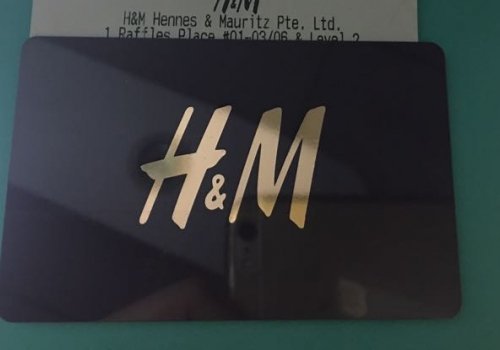 H&M
H&M Hennes & Mauritz Pte. Ltd.
1 Raffles Place #01-03/06 & Level 2
H&M